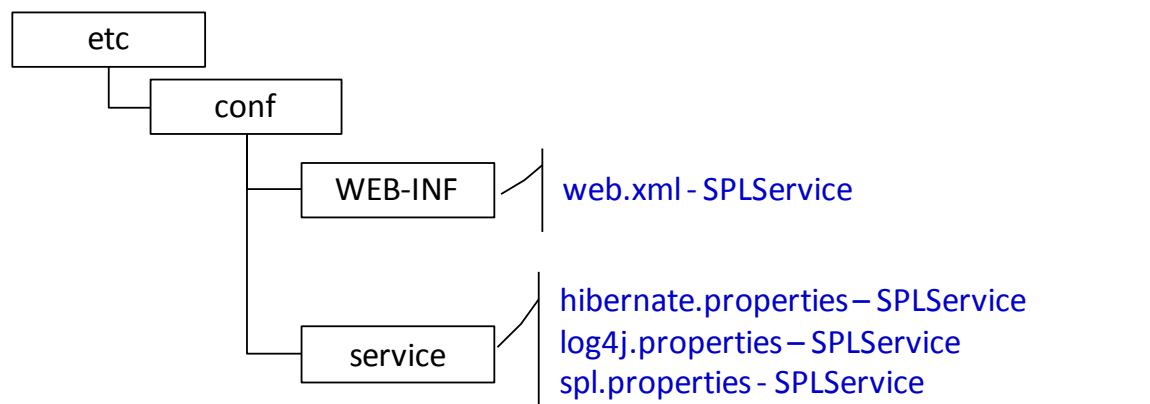 etc
conf
WEB-INF
web.xml - SPLService
hibernate.properties – SPLService
log4j.properties – SPLService
service
spl.properties - SPLService